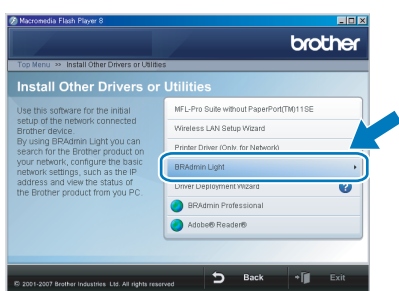 Macromedia Flash Player 8
brother
Top Menu >> Install Other Drivers or Utilities
Install Other Drivers or Utilities
Use this software for the initial
setup of the network connected
Brother device.
By using BRAdmin Light you can
search for the Brother product on
your network, configure the basic
network settings, such as the IP
address and view the status of
the Brother product from you PC.
MFL-Pro Suite without PaperPort(TM)11SE
Wireless LAN Setup Wizard
Printer Driver (Only for Network)
BRAdmin Light
Driver Deployment Wizard
?
BRAdmin Professional
Adobe® Reader®
© 2001-2007 Brother Industries Ltd. All rights reserved
Back
Exit